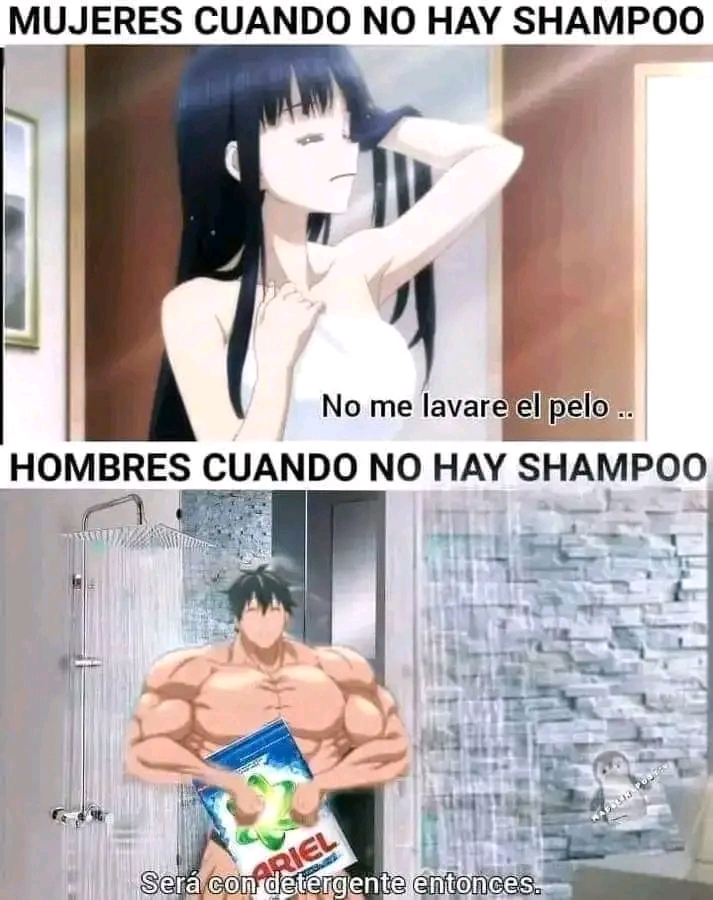 MUJERES CUANDO NO HAY SHAMPOO
No me lavare el pelo ..
HOMBRES CUANDO NO HAY SHAMPOO
ARIEL
Será con detergente entonces.